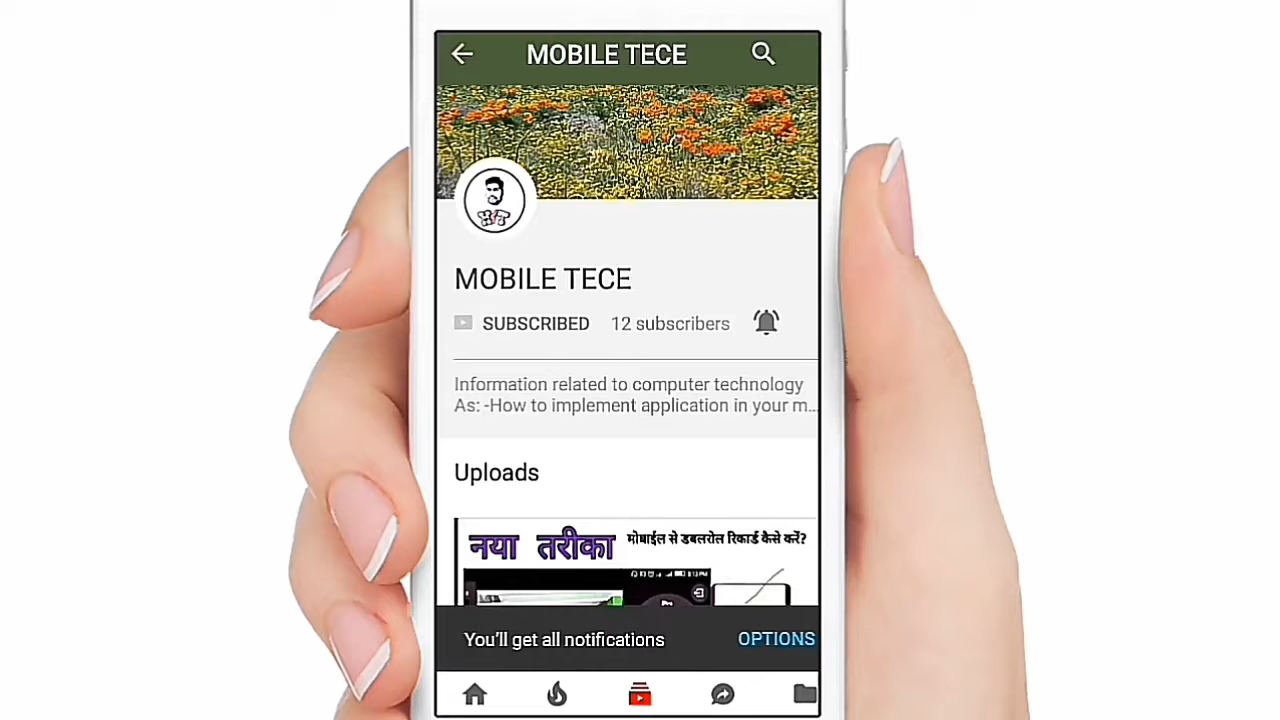 MOBILE TECE
MOBILE TECE
SUBSCRIBED 12 subscribers
Information related to computer technology
As: -How to implement application in your m...
Uploads
नया तरीका मोबाईल से डबलरोल रिकार्ड कैसे करें?
You'll get all notifications OPTIONS